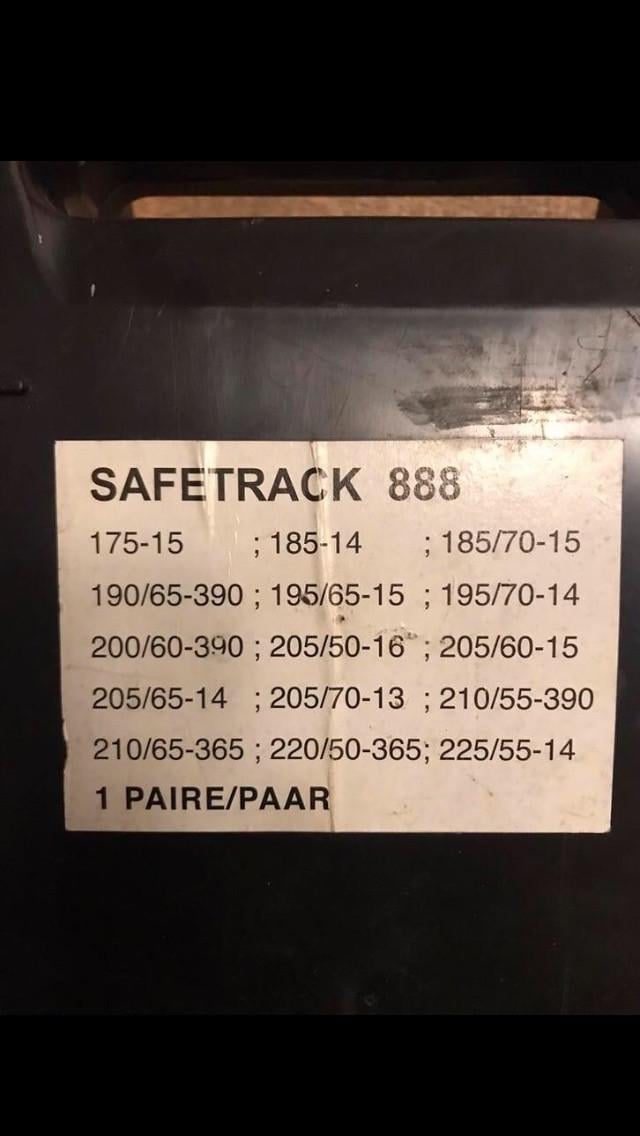 SAFETRACK 888
175-15 ; 185-14 ; 185/70-15
190/65-390 ; 195/65-15 ; 195/70-14
200/60-390 ; 205/50-16 ; 205/60-15
205/65-14 ; 205/70-13 ; 210/55-390
210/65-365 ; 220/50-365; 225/55-14
1 PAIRE/PAAR